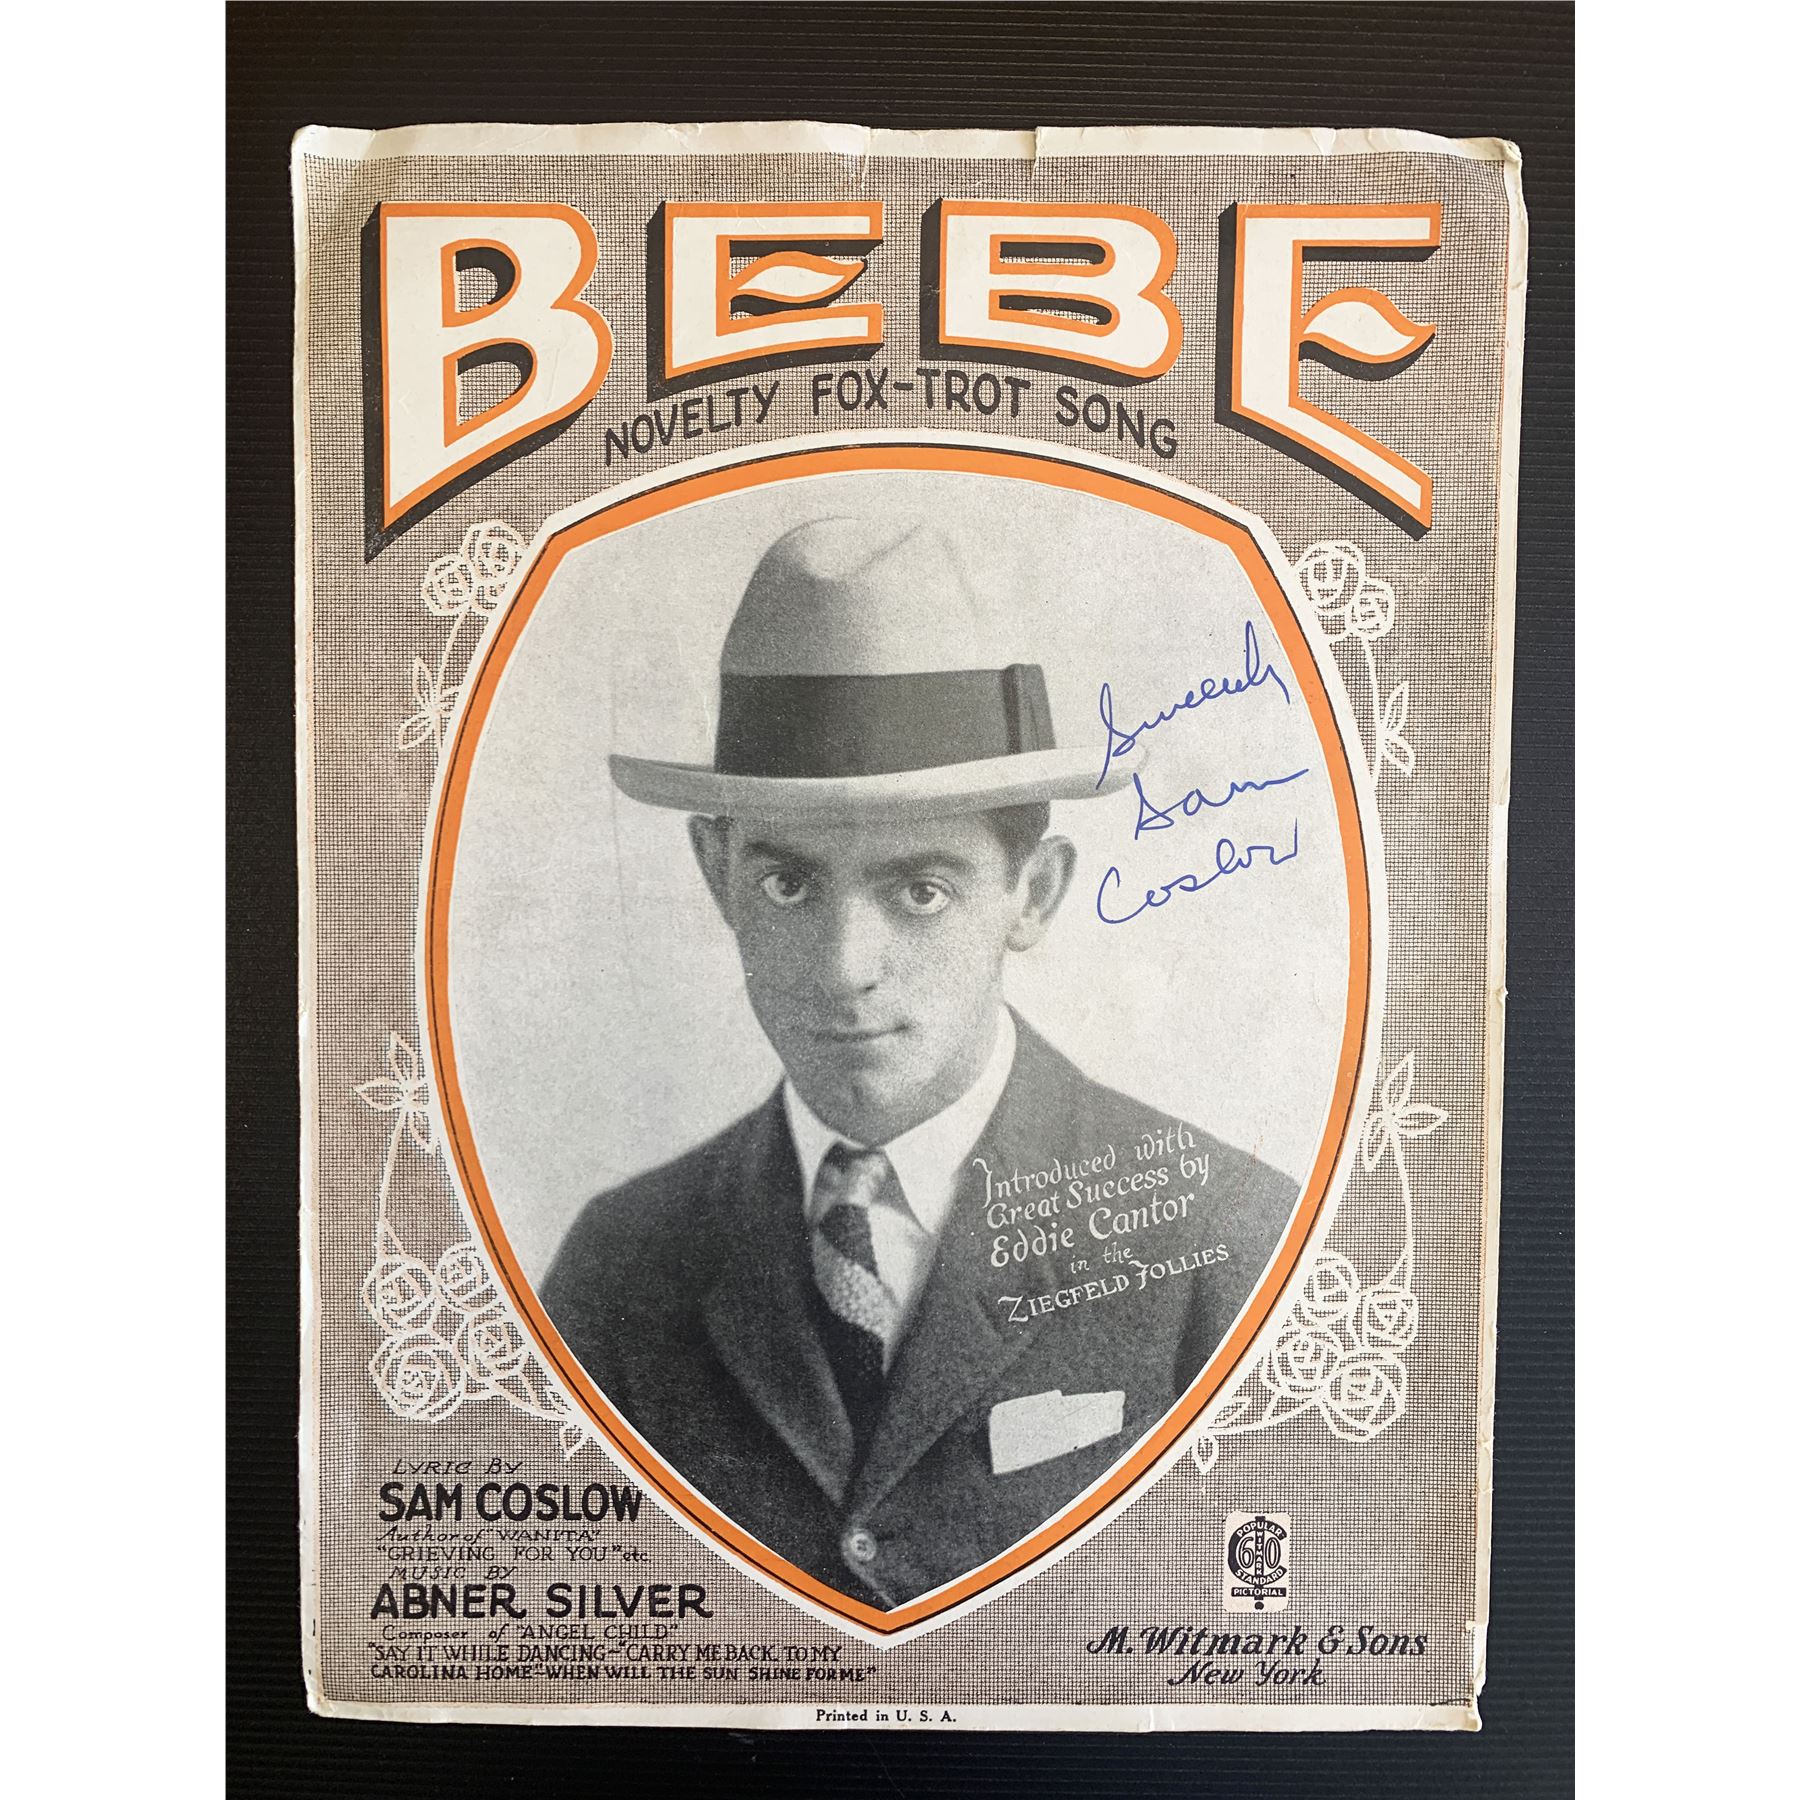 BEBE
NOVELTY FOX-TROT SONG
Sincerely
Sam
Coslow
Introduced with
Great Success by
Eddie Cantor
in the
ZIEGFELD FOLLIES
LYRIC BY
SAM COSLOW
Author of "WANITA"
"GRIEVING FOR YOU" etc.
MUSIC BY
ABNER SILVER
Composer of "ANGEL CHILD"
"SAY IT WHILE DANCING"-"CARRY ME BACK TO MY
CAROLINA HOME"-"WHEN WILL THE SUN SHINE FOR ME"
POPULAR
WITMARK
60
STANDARD
PICTORIAL
M. Witmark & Sons
New York
Printed in U. S. A.